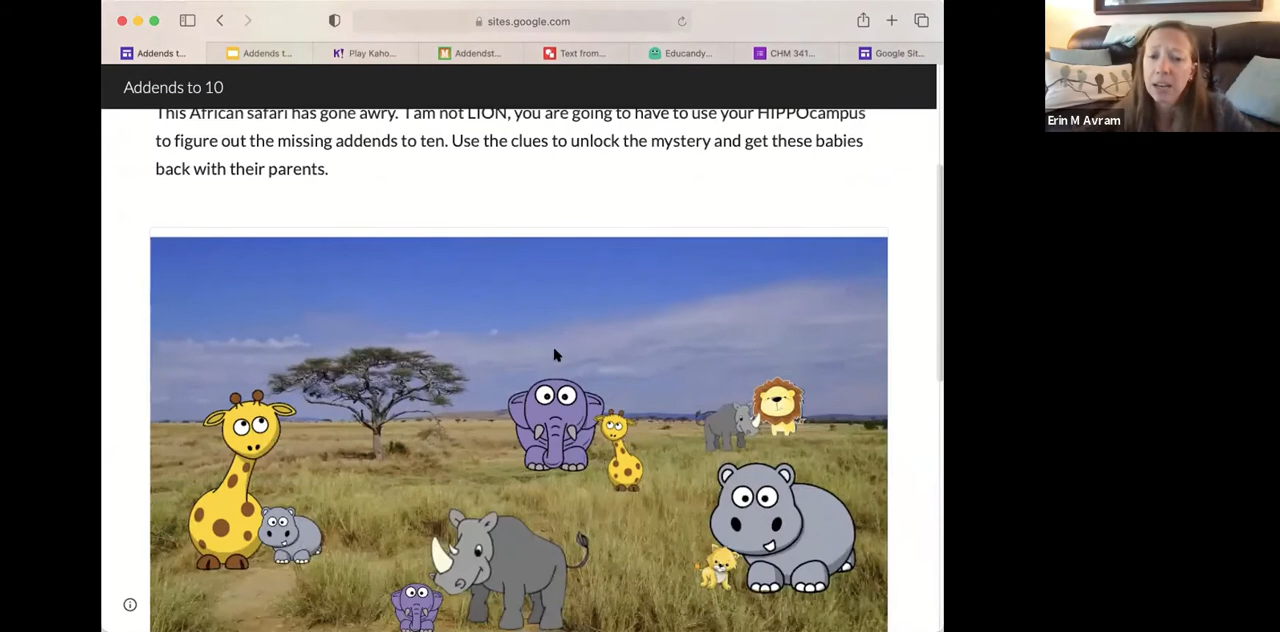 sites.google.com
Addends t...
Addends t...
Play Kaho...
Addendst...
Text from...
Educandy...
CHM 341...
Google Sit...
Addends to 10
This African safari has gone awry. I am not LION, you are going to have to use your HIPPOcampus
to figure out the missing addends to ten. Use the clues to unlock the mystery and get these babies
back with their parents.
Erin M Avram